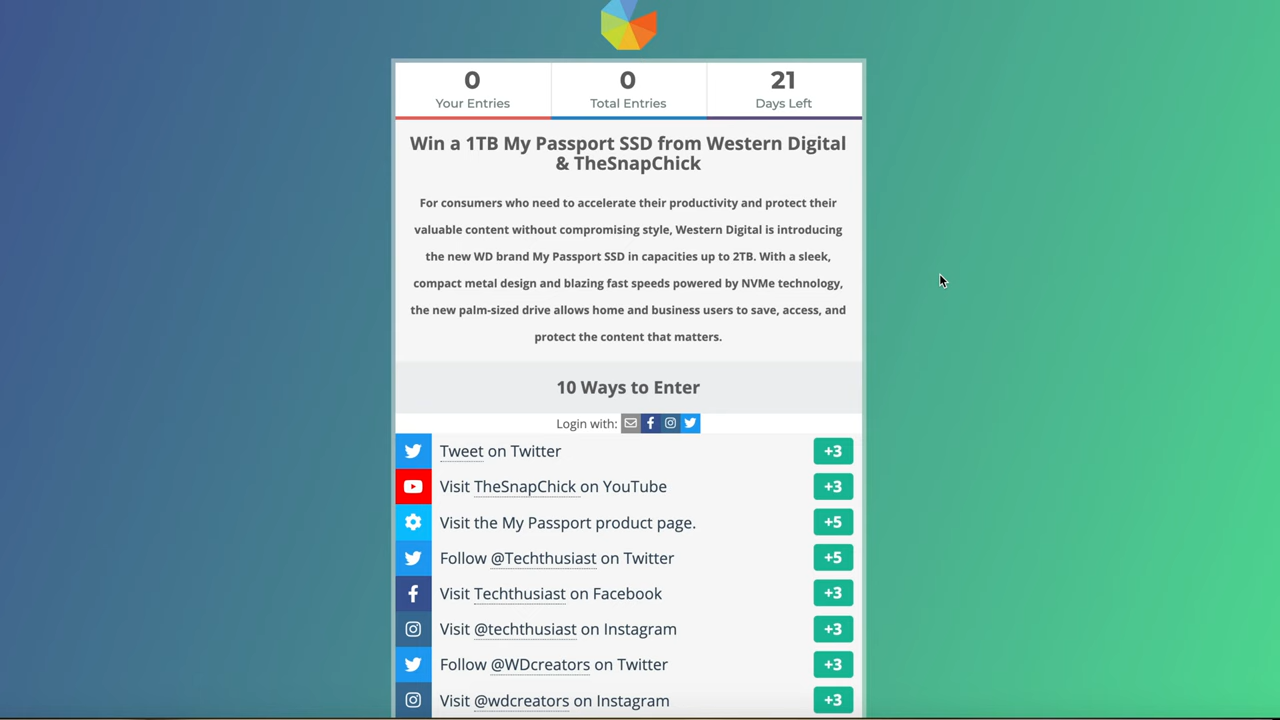 0
Your Entries
0
Total Entries
21
Days Left
Win a 1TB My Passport SSD from Western Digital
& TheSnapChick
For consumers who need to accelerate their productivity and protect their
valuable content without compromising style, Western Digital is introducing
the new WD brand My Passport SSD in capacities up to 2TB. With a sleek,
compact metal design and blazing fast speeds powered by NVMe technology,
the new palm-sized drive allows home and business users to save, access, and
protect the content that matters.
10 Ways to Enter
Login with:
Tweet on Twitter +3
Visit TheSnapChick on YouTube +3
Visit the My Passport product page. +5
Follow @Techthusiast on Twitter +5
Visit Techthusiast on Facebook +3
Visit @techthusiast on Instagram +3
Follow @WDcreators on Twitter +3
Visit @wdcreators on Instagram +3